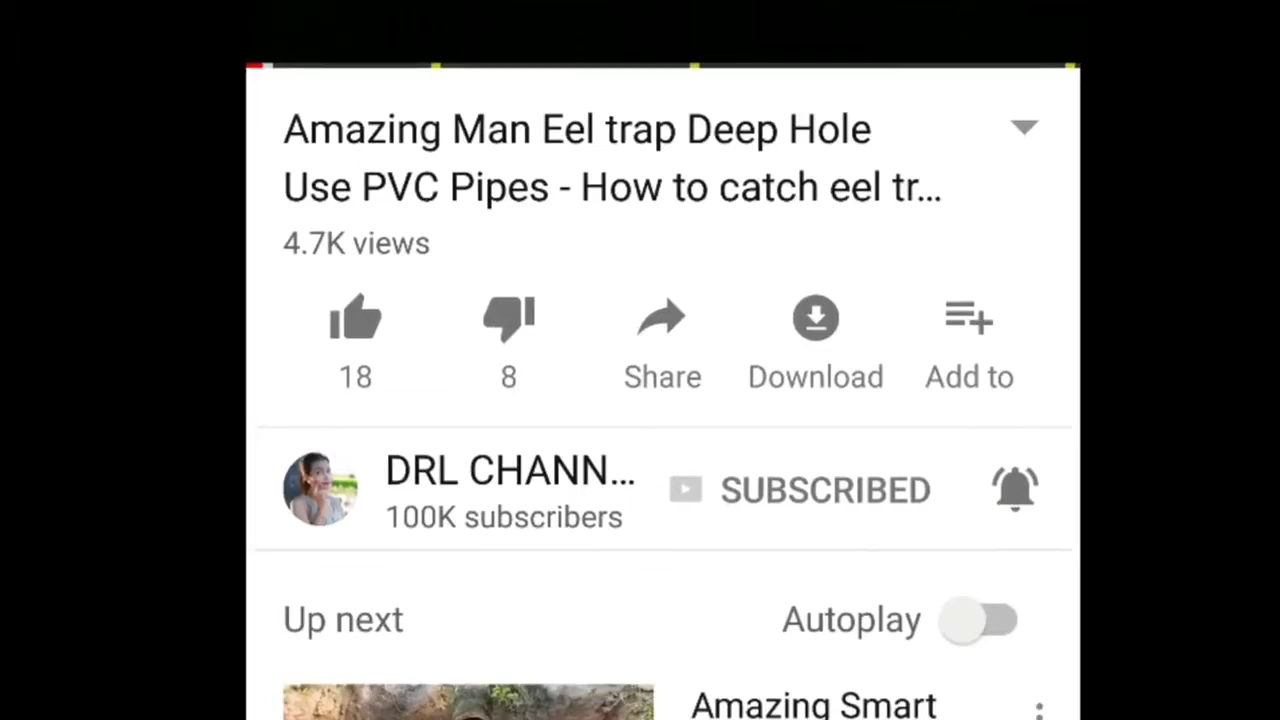 Amazing Man Eel trap Deep Hole
Use PVC Pipes - How to catch eel tr...
4.7K views
18
8
Share
Download
Add to
DRL CHANN...
100K subscribers
SUBSCRIBED
Up next
Autoplay
Amazing Smart